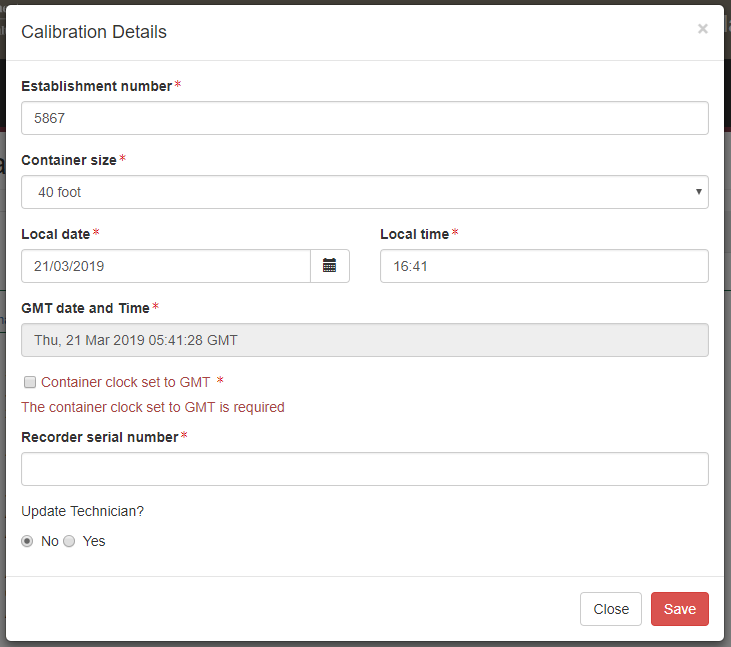 Calibration Details ×
Establishment number*
5867
Container size*
40 foot
Local date* Local time*
21/03/2019 16:41
GMT date and Time*
Thu, 21 Mar 2019 05:41:28 GMT
Container clock set to GMT *
The container clock set to GMT is required
Recorder serial number*
Update Technician?
No Yes
Close Save